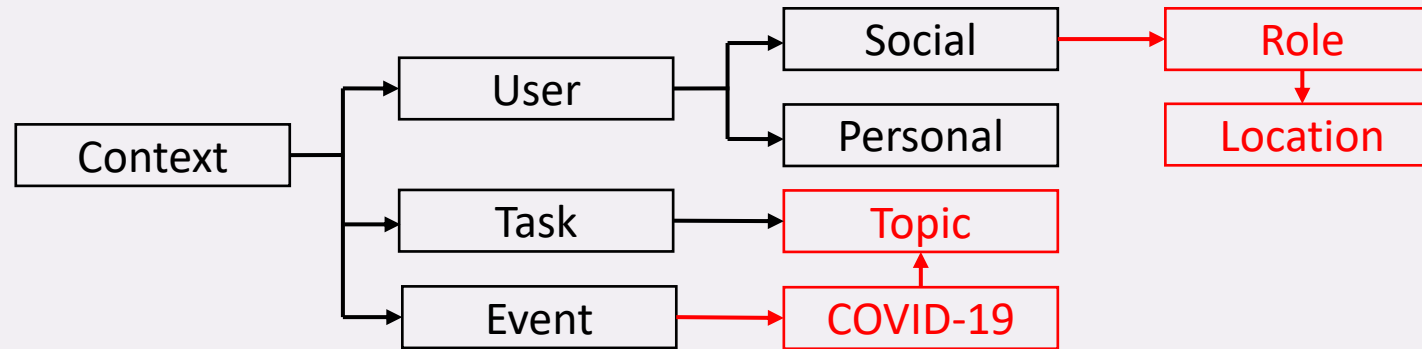 Context
User
Task
Event
Social
Personal
Topic
COVID-19
Role
Location